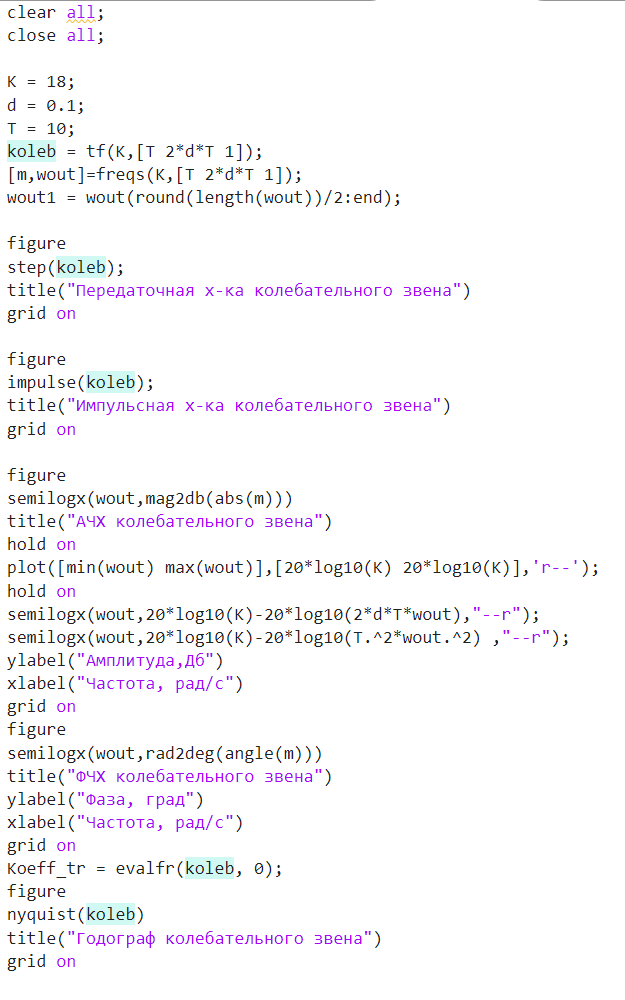 clear all;
close all;
K = 18;
d = 0.1;
T = 10;
koleb = tf(K,[T 2*d*T 1]);
[m,wout]=freqs(K,[T 2*d*T 1]);
wout1 = wout(round(length(wout))/2:end);
figure
step(koleb);
title("Передаточная х-ка колебательного звена")
grid on
figure
impulse(koleb);
title("Импульсная х-ка колебательного звена")
grid on
figure
semilogx(wout,mag2db(abs(m)))
title("АЧХ колебательного звена")
hold on
plot([min(wout) max(wout)],[20*log10(K) 20*log10(K)],'r--');
hold on
semilogx(wout,20*log10(K)-20*log10(2*d*T*wout),"--r");
semilogx(wout,20*log10(K)-20*log10(T.^2*wout.^2) ,"--r");
ylabel("Амплитуда,Дб")
xlabel("Частота, рад/с")
grid on
figure
semilogx(wout,rad2deg(angle(m)))
title("ФЧХ колебательного звена")
ylabel("Фаза, град")
xlabel("Частота, рад/с")
grid on
Koeff_tr = evalfr(koleb, 0);
figure
nyquist(koleb)
title("Годограф колебательного звена")
grid on